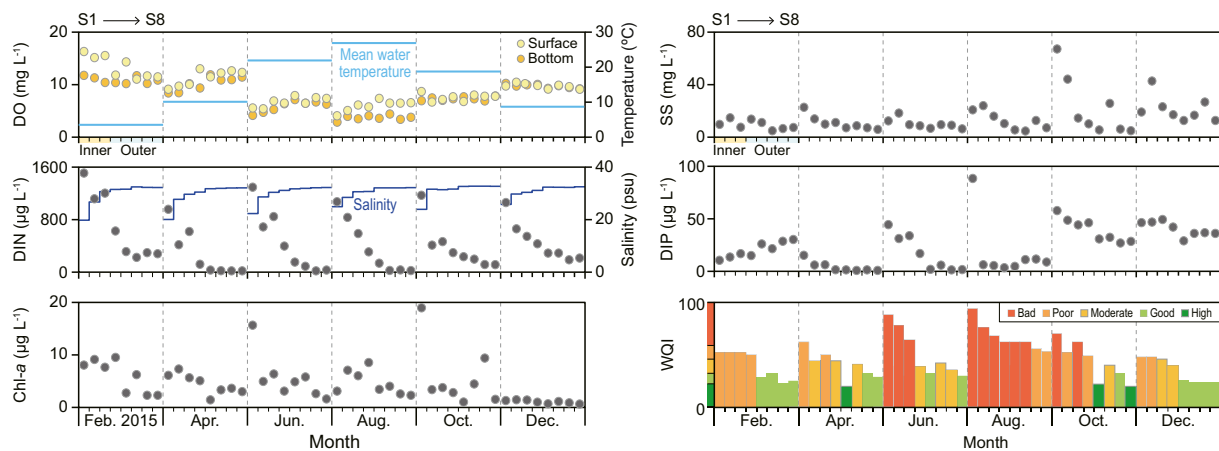 S1 → S8
DO (mg L⁻¹)
20
10
0
Surface
Bottom
Mean water
temperature
30
20
10
0
Temperature (ºC)
Inner Outer
DIN (µg L⁻¹)
1600
800
0
Salinity
40
20
0
Salinity (psu)
Chl-a (µg L⁻¹)
20
10
0
Feb. 2015 Apr. Jun. Aug. Oct. Dec.
Month
S1 → S8
SS (mg L⁻¹)
80
40
0
Inner Outer
DIP (µg L⁻¹)
100
50
0
WQI
100
50
0
Bad Poor Moderate Good High
Feb. Apr. Jun. Aug. Oct. Dec.
Month